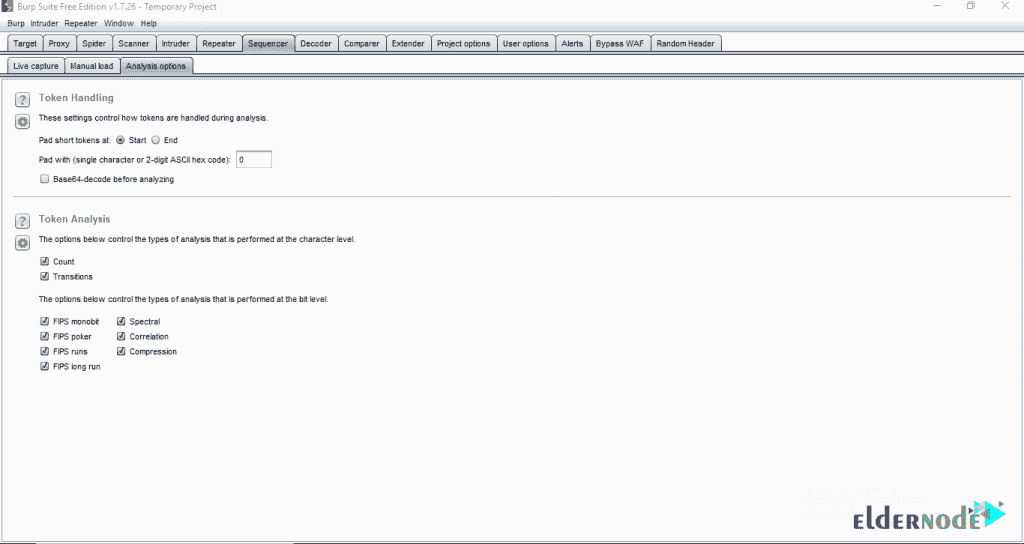 Burp Suite Free Edition v1.7.26 - Temporary Project
Burp Intruder Repeater Window Help
Target Proxy Spider Scanner Intruder Repeater Sequencer Decoder Comparer Extender Project options User options Alerts Bypass WAF Random Header
Live capture Manual load Analysis options
? Token Handling
These settings control how tokens are handled during analysis.
Pad short tokens at: Start End
Pad with (single character or 2-digit ASCII hex code): 0
Base64-decode before analyzing
? Token Analysis
The options below control the types of analysis that is performed at the character level.
Count
Transitions
The options below control the types of analysis that is performed at the bit level.
FIPS monobit Spectral
FIPS poker Correlation
FIPS runs Compression
FIPS long run
elderNode